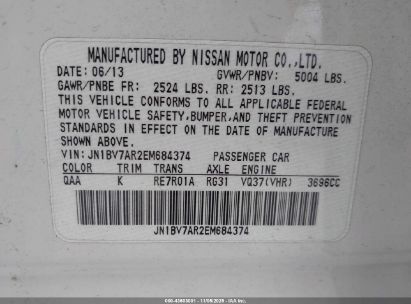 MANUFACTURED BY NISSAN MOTOR CO.,LTD.
DATE: 06/13 GVWR/PNBV: 5004 LBS.
GAWR/PNBE FR: 2524 LBS. RR: 2513 LBS.
THIS VEHICLE CONFORMS TO ALL APPLICABLE FEDERAL
MOTOR VEHICLE SAFETY,BUMPER,AND THEFT PREVENTION
STANDARDS IN EFFECT ON THE DATE OF MANUFACTURE
SHOWN ABOVE.
VIN:JN1BV7AR2EM684374 PASSENGER CAR
COLOR TRIM TRANS AXLE ENGINE
QAA K RE7R01A RG31 VQ37(VHR) 3696CC
JN1BV7AR2EM684374